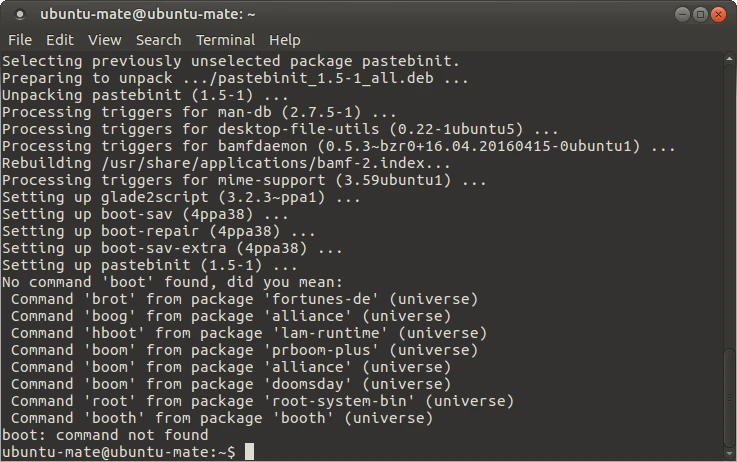 ubuntu-mate@ubuntu-mate: ~
File Edit View Search Terminal Help
Selecting previously unselected package pastebinit.
Preparing to unpack .../pastebinit_1.5-1_all.deb ...
Unpacking pastebinit (1.5-1) ...
Processing triggers for man-db (2.7.5-1) ...
Processing triggers for desktop-file-utils (0.22-1ubuntu5) ...
Processing triggers for bamfdaemon (0.5.3~bzr0+16.04.20160415-0ubuntu1) ...
Rebuilding /usr/share/applications/bamf-2.index...
Processing triggers for mime-support (3.59ubuntu1) ...
Setting up glade2script (3.2.3~ppa1) ...
Setting up boot-sav (4ppa38) ...
Setting up boot-repair (4ppa38) ...
Setting up boot-sav-extra (4ppa38) ...
Setting up pastebinit (1.5-1) ...
No command 'boot' found, did you mean:
 Command 'brot' from package 'fortunes-de' (universe)
 Command 'boog' from package 'alliance' (universe)
 Command 'hboot' from package 'lam-runtime' (universe)
 Command 'boom' from package 'prboom-plus' (universe)
 Command 'boom' from package 'alliance' (universe)
 Command 'boom' from package 'doomsday' (universe)
 Command 'root' from package 'root-system-bin' (universe)
 Command 'booth' from package 'booth' (universe)
boot: command not found
ubuntu-mate@ubuntu-mate:~$